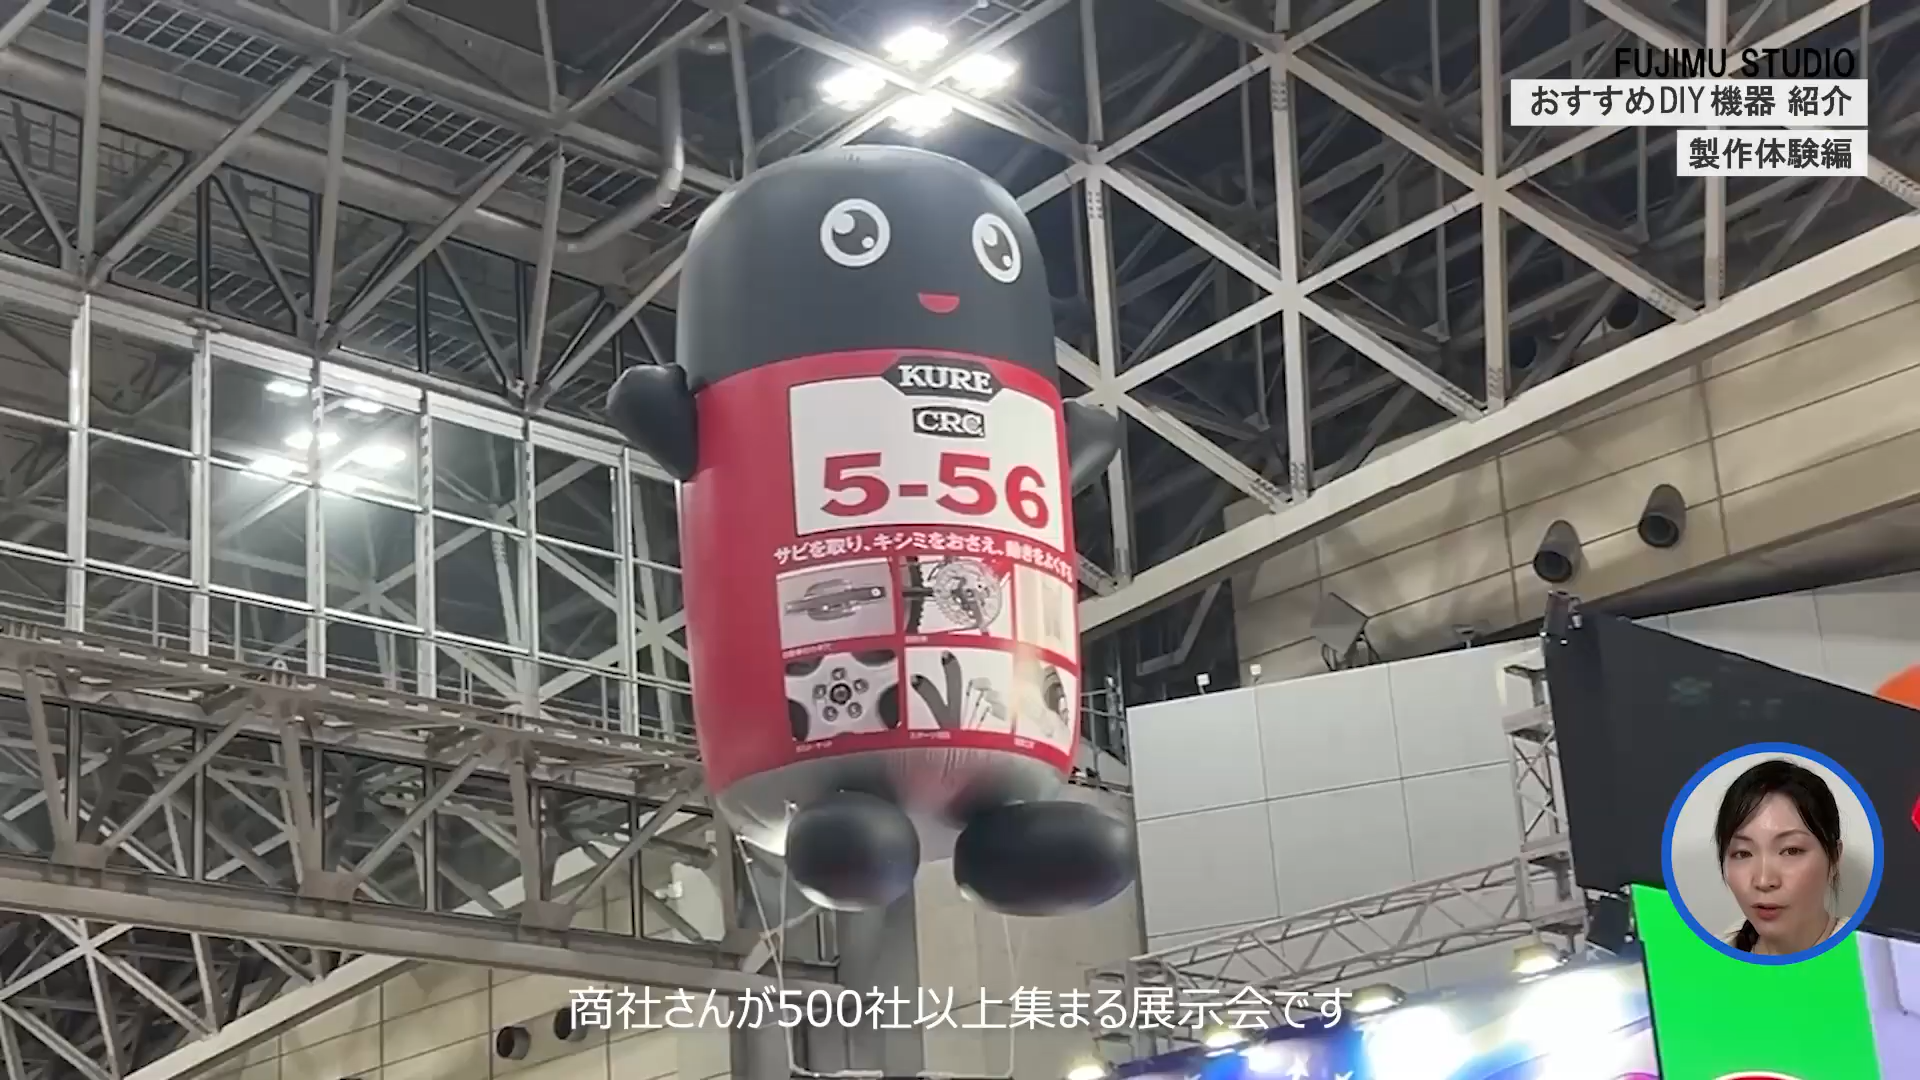 FUJIMU STUDIO
おすすめDIY機器 紹介
製作体験編
KURE
CRC
5-56
サビを取り、キシミをおさえ、動きをよくする
商社さんが500社以上集まる展示会です